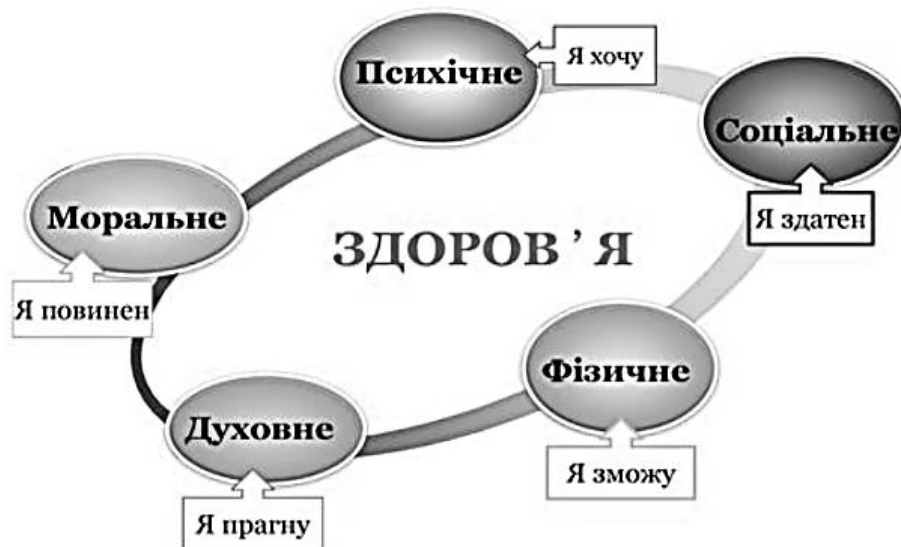 Психічне
Я хочу
Соціальне
Я здатен
Моральне
Я повинен
ЗДОРОВ ’ Я
Фізичне
Я зможу
Духовне
Я прагну